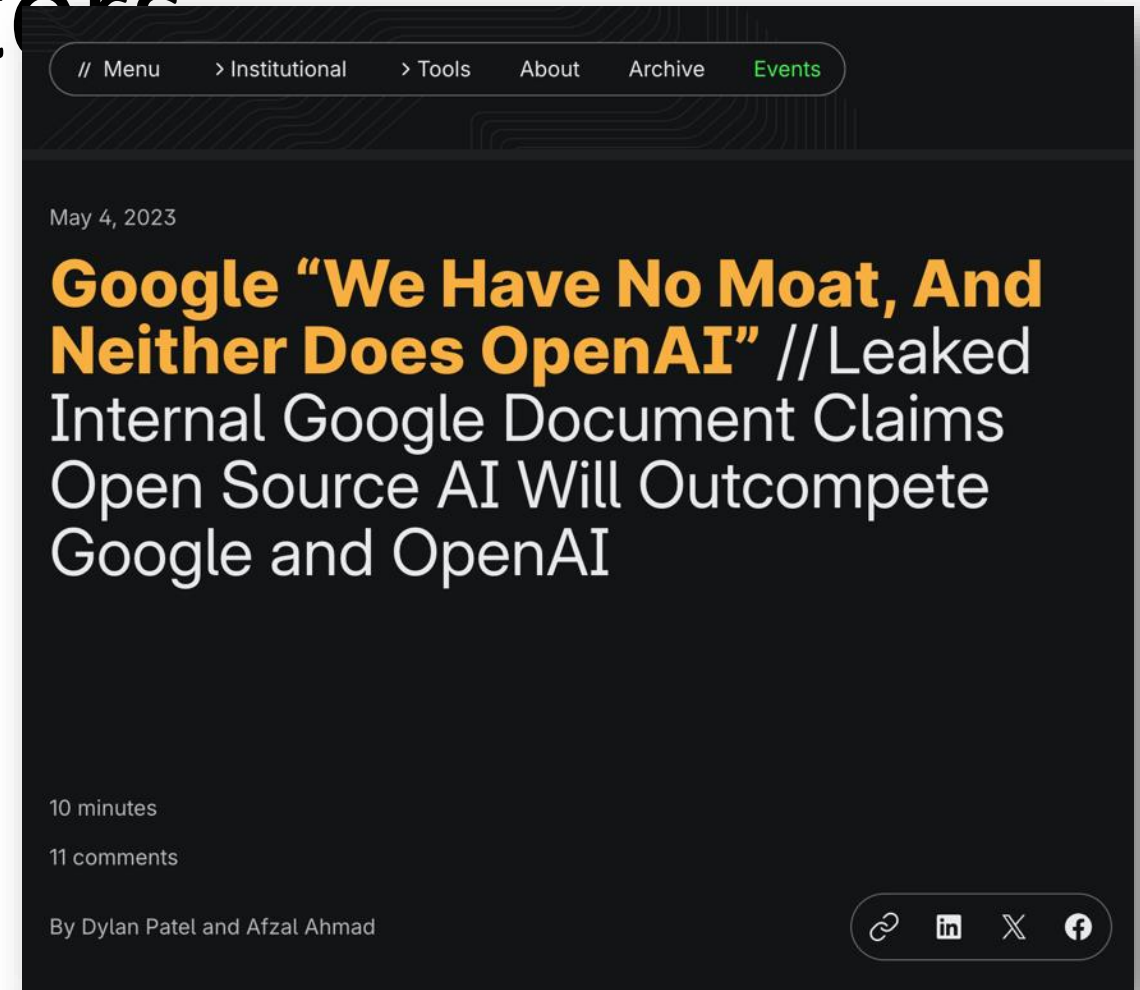 // Menu > Institutional > Tools About Archive Events
May 4, 2023
Google “We Have No Moat, And
Neither Does OpenAI” // Leaked
Internal Google Document Claims
Open Source AI Will Outcompete
Google and OpenAI
10 minutes
11 comments
By Dylan Patel and Afzal Ahmad